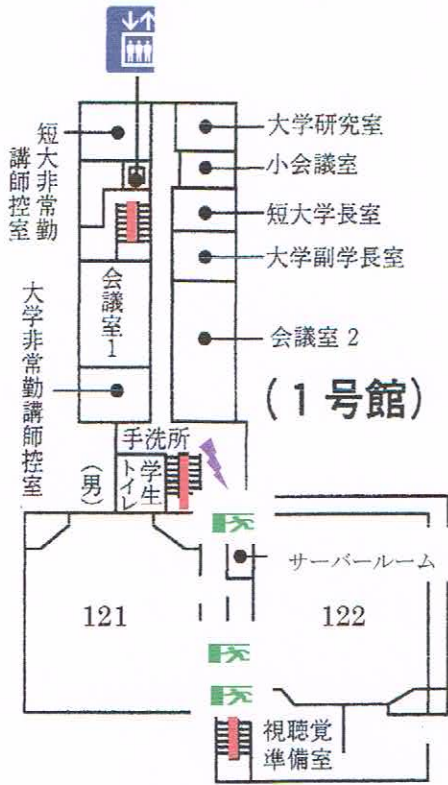 短大非常勤
講師控室
大学研究室
小会議室
短大学長室
大学副学長室
会議室1
会議室 2
大学非常勤講師控室
(1号館)
手洗所
(男)
学生
トイレ
サーバールーム
121
122
視聴覚
準備室